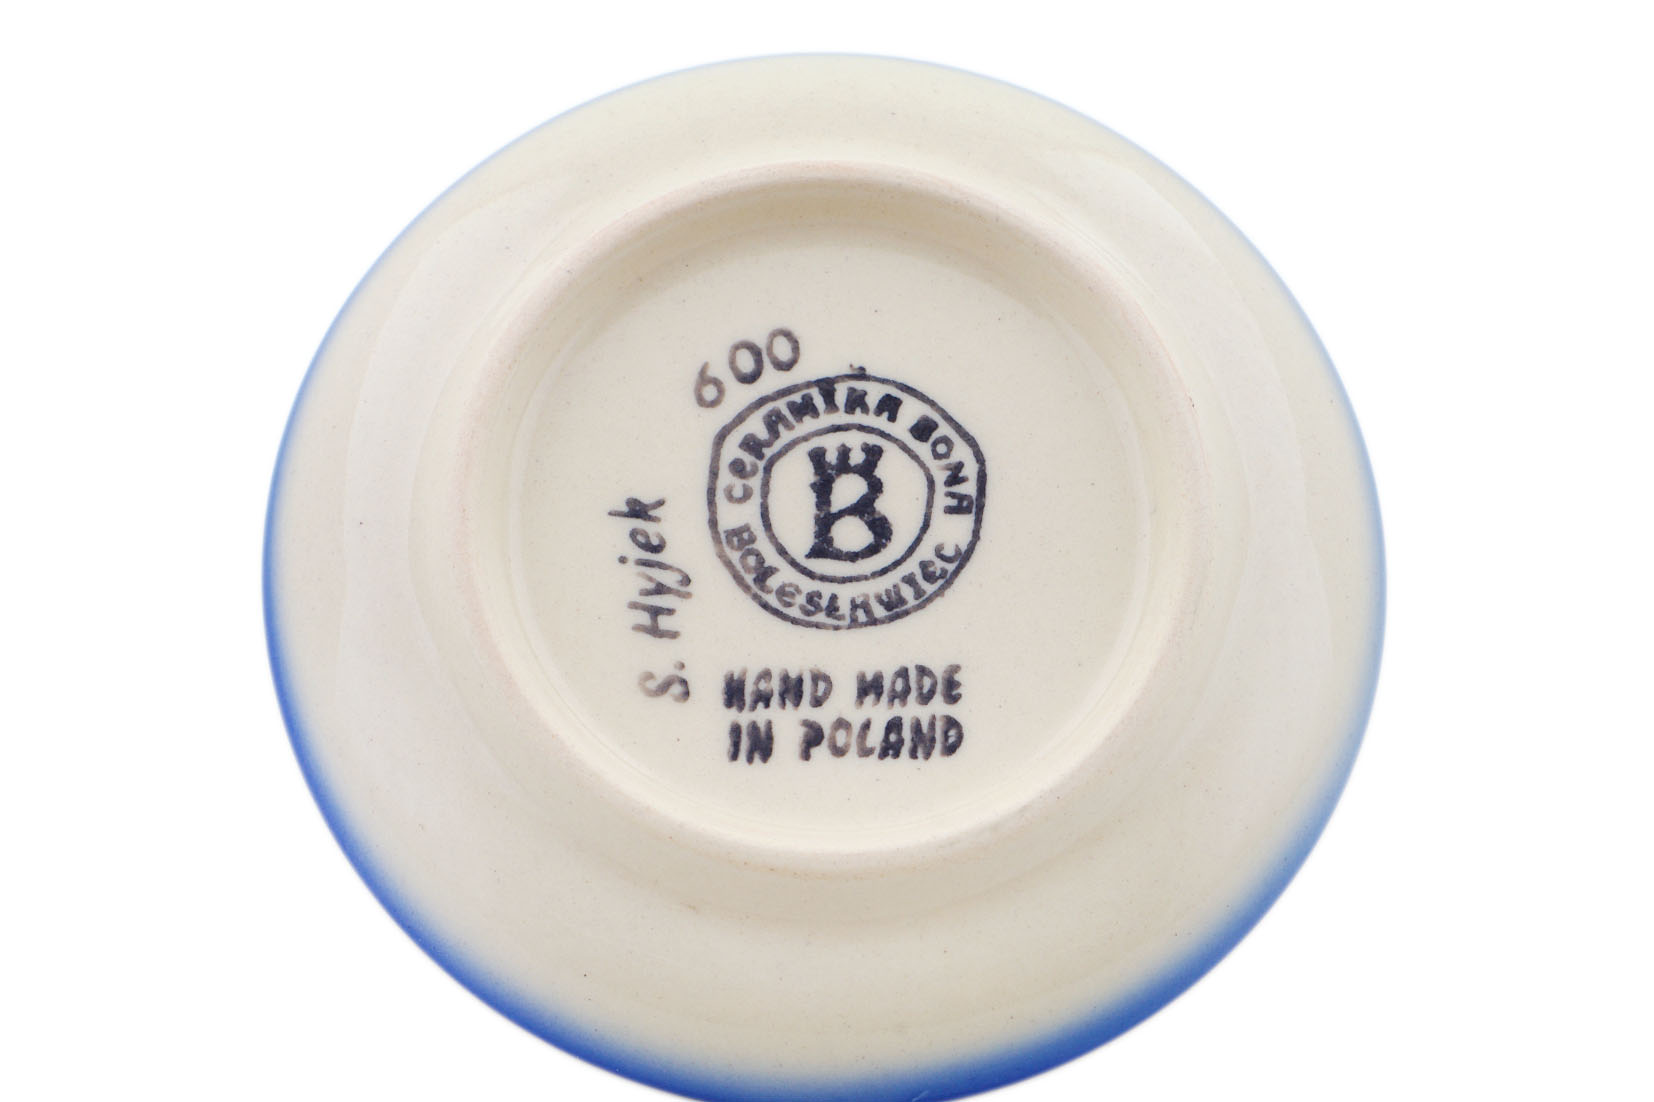 600
CERAMIKA BONA
B
BOLESŁAWIEC
S. Hyjek
HAND MADE
IN POLAND